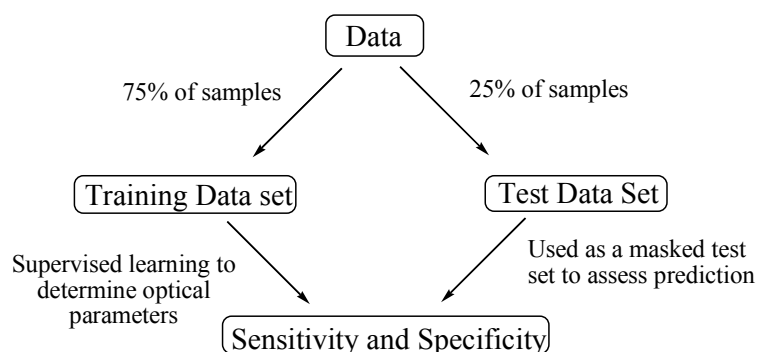 Data
75% of samples
25% of samples
Training Data set
Test Data Set
Supervised learning to
determine optical
parameters
Used as a masked test
set to assess prediction
Sensitivity and Specificity